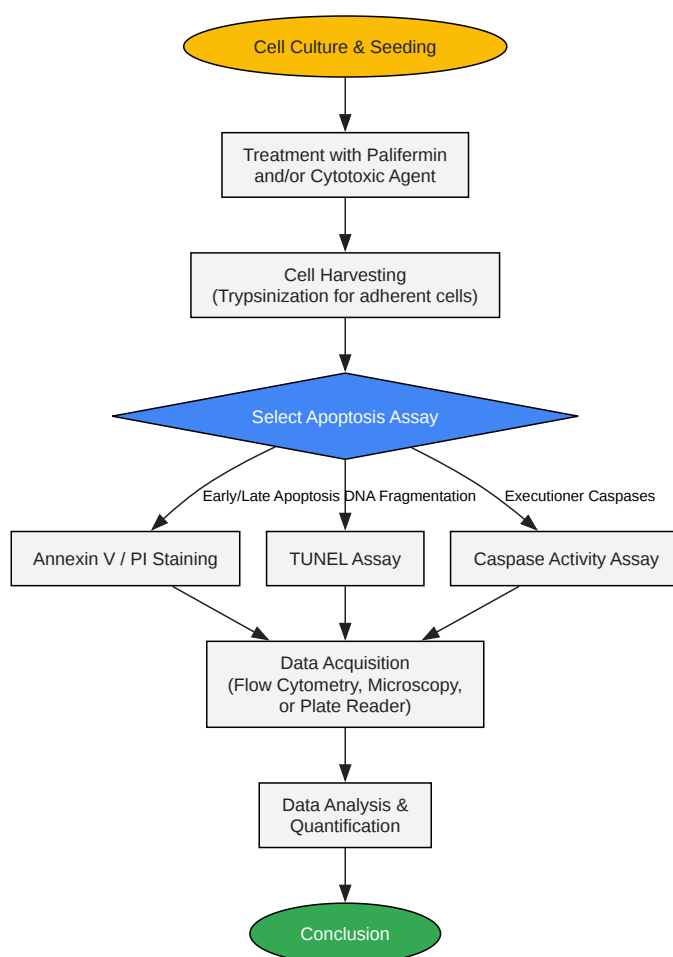 Cell Culture & Seeding
Treatment with Palifermin
and/or Cytotoxic Agent
Cell Harvesting
(Trypsinization for adherent cells)
Select Apoptosis Assay
Early/Late Apoptosis
DNA Fragmentation
Executioner Caspases
Annexin V / PI Staining
TUNEL Assay
Caspase Activity Assay
Data Acquisition
(Flow Cytometry, Microscopy,
or Plate Reader)
Data Analysis &
Quantification
Conclusion